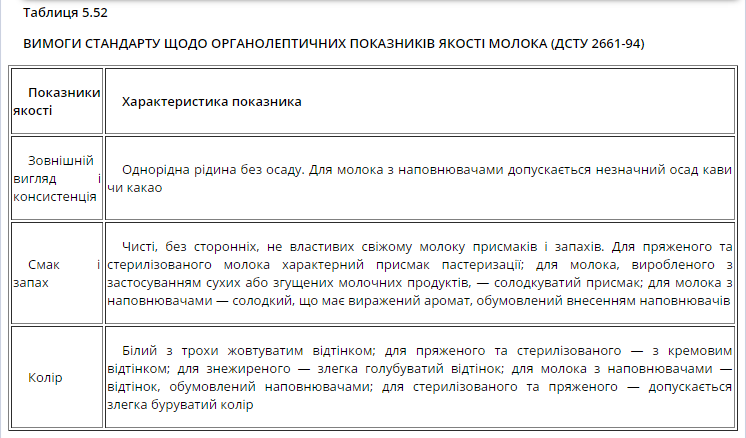 Таблиця 5.52
ВИМОГИ СТАНДАРТУ ЩОДО ОРГАНОЛЕПТИЧНИХ ПОКАЗНИКІВ ЯКОСТІ МОЛОКА (ДСТУ 2661-94)
Показники
якості
Характеристика показника
Зовнішній
вигляд і
консистенція
Однорідна рідина без осаду. Для молока з наповнювачами допускається незначний осад кави
чи какао
Смак і
запах
Чисті, без сторонніх, не властивих свіжому молоку присмаків і запахів. Для пряженого та
стерилізованого молока характерний присмак пастеризації; для молока, виробленого з
застосуванням сухих або згущених молочних продуктів, — солодкуватий присмак; для молока з
наповнювачами — солодкий, що має виражений аромат, обумовлений внесенням наповнювачів
Колір
Білий з трохи жовтуватим відтінком; для пряженого та стерилізованого — з кремовим
відтінком; для знежиреного — злегка голубуватий відтінок; для молока з наповнювачами —
відтінок, обумовлений наповнювачами; для стерилізованого та пряженого — допускається
злегка буруватий колір